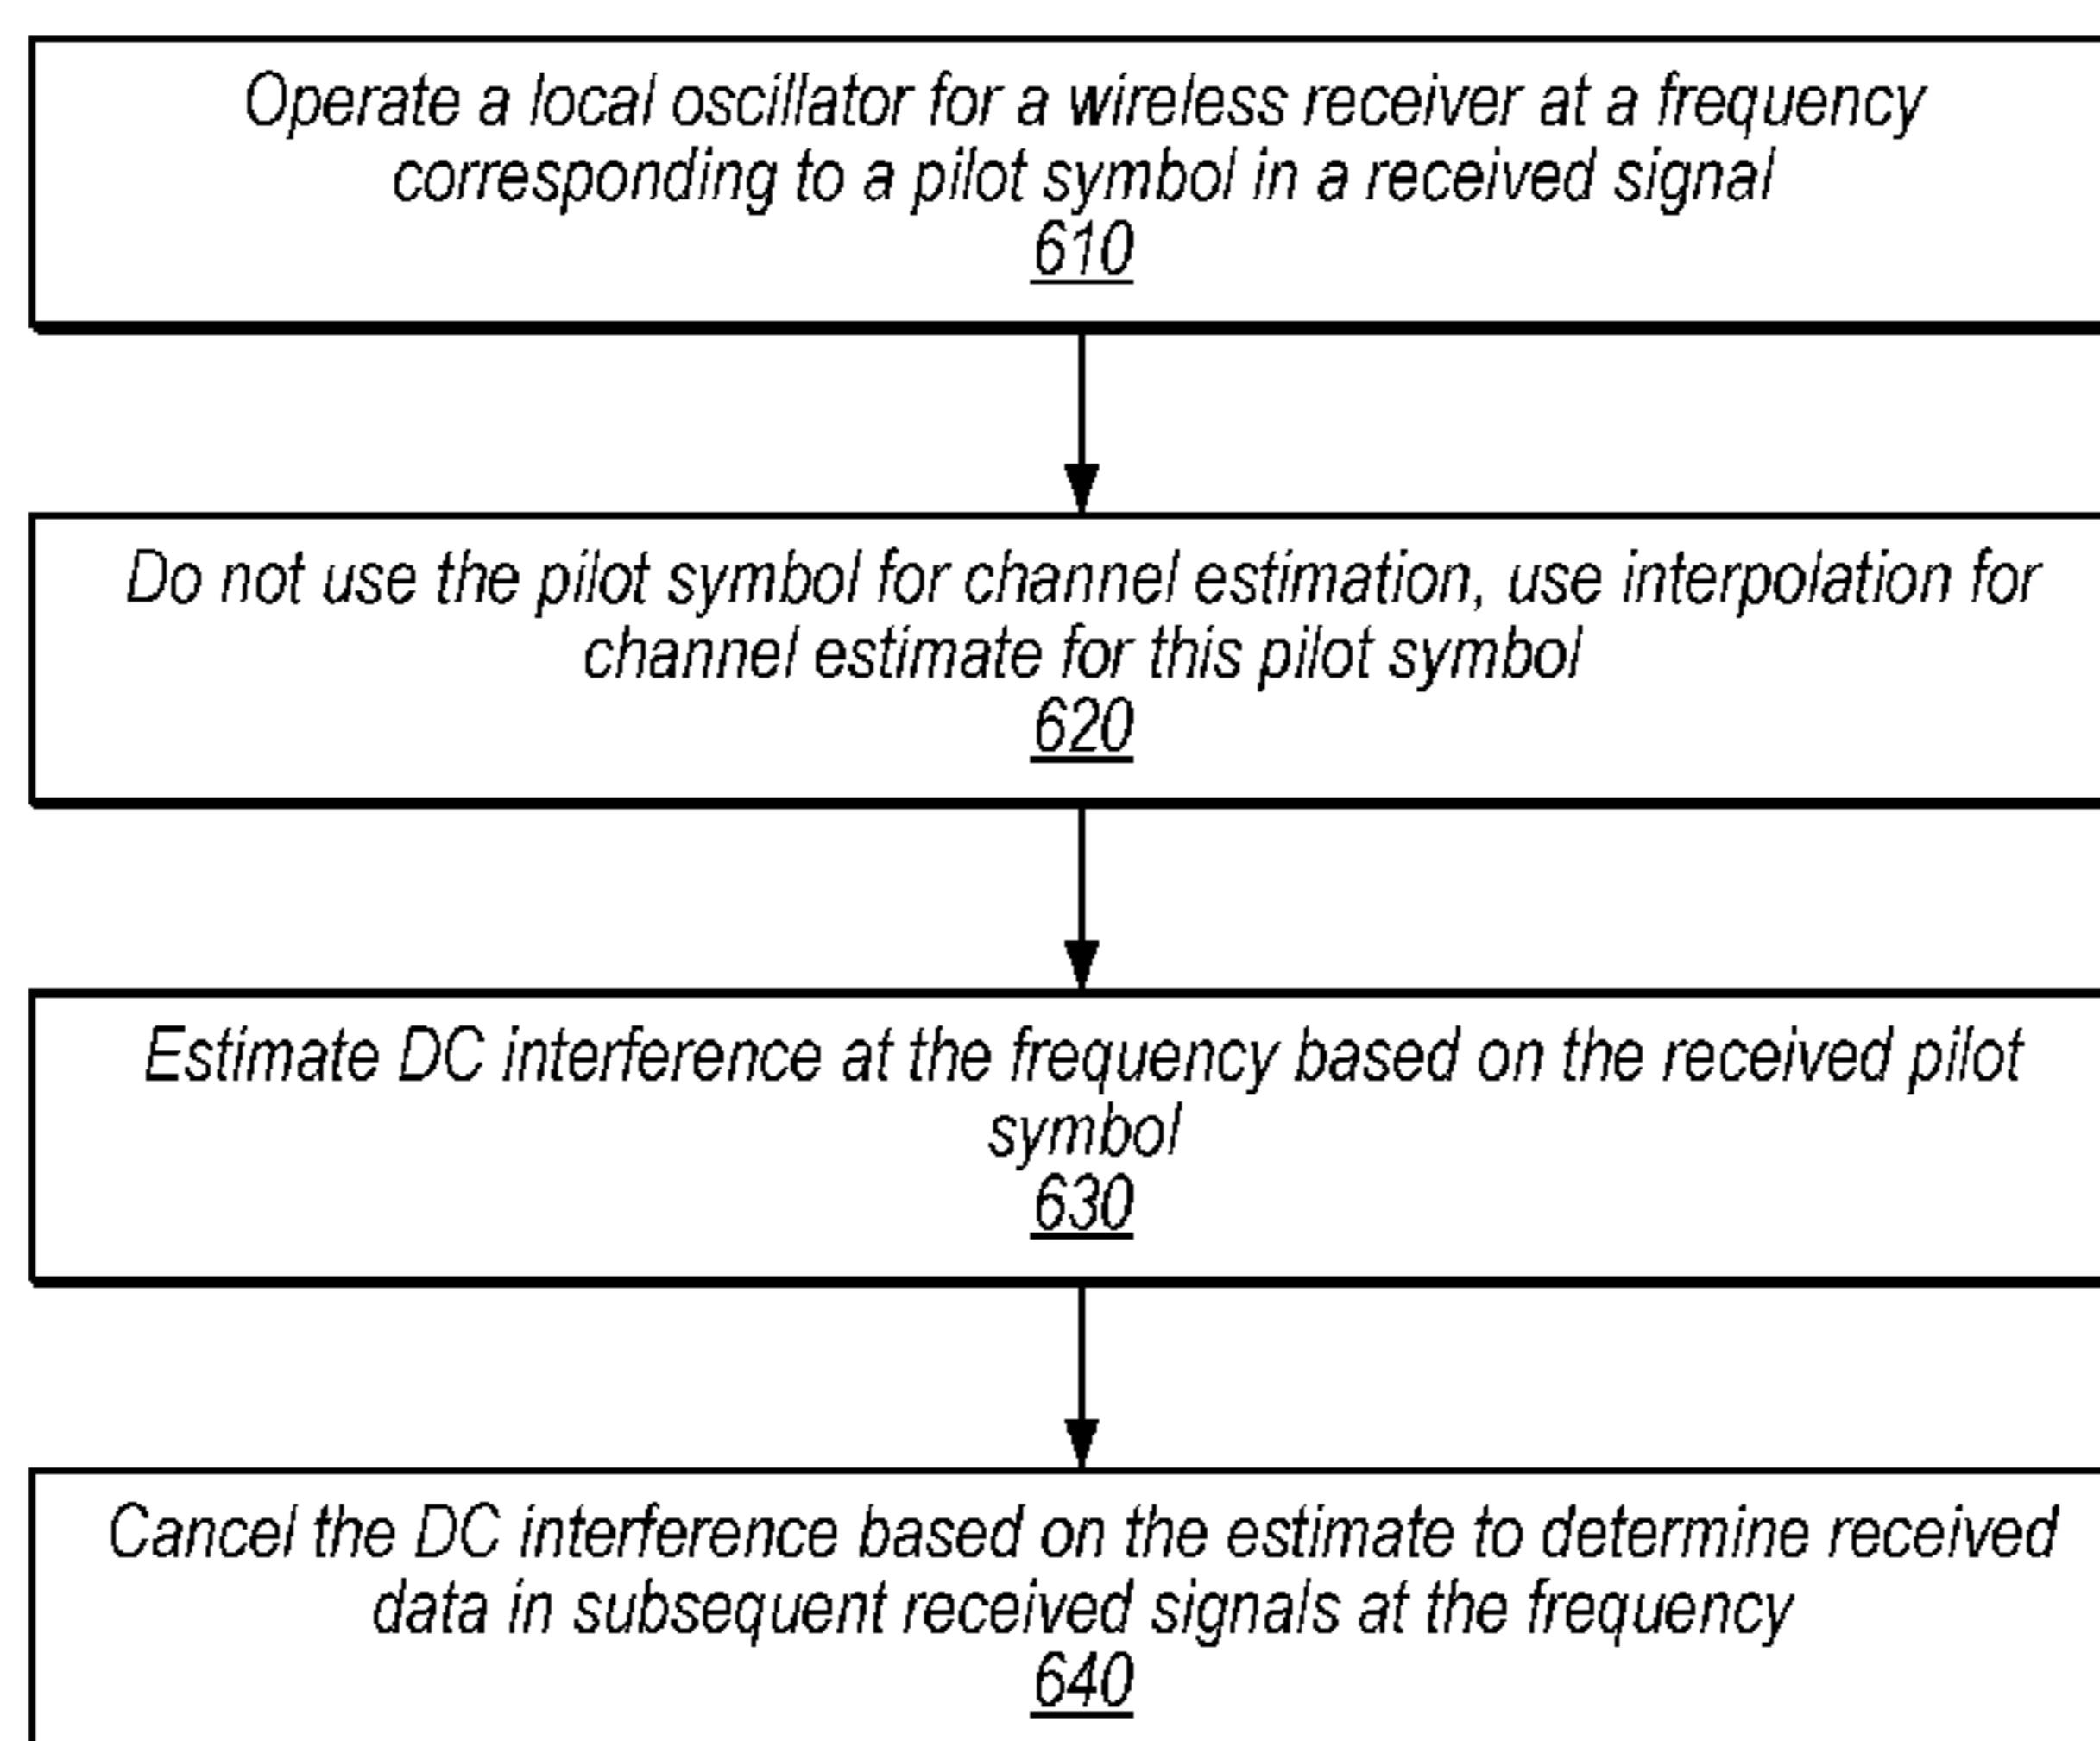 Operate a local oscillator for a wireless receiver at a frequency
corresponding to a pilot symbol in a received signal
610
Do not use the pilot symbol for channel estimation, use interpolation for
channel estimate for this pilot symbol
620
Estimate DC interference at the frequency based on the received pilot
symbol
630
Cancel the DC interference based on the estimate to determine received
data in subsequent received signals at the frequency
640